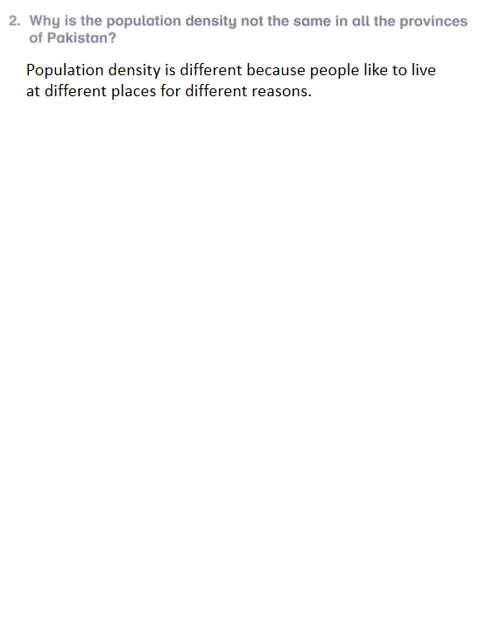 2. Why is the population density not the same in all the provinces
of Pakistan?
Population density is different because people like to live
at different places for different reasons.